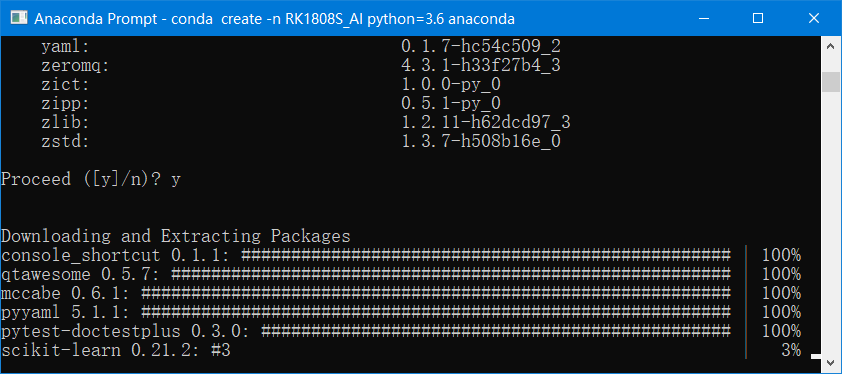 Anaconda Prompt - conda  create -n RK1808S_AI python=3.6 anaconda
yaml:                               0.1.7-hc54c509_2
zeromq:                             4.3.1-h33f27b4_3
zict:                               1.0.0-py_0
zipp:                               0.5.1-py_0
zlib:                               1.2.11-h62dcd97_3
zstd:                               1.3.7-h508b16e_0
Proceed ([y]/n)? y
Downloading and Extracting Packages
console_shortcut 0.1.1: ################################################# | 100%
qtawesome 0.5.7: ######################################################## | 100%
mccabe 0.6.1: ########################################################### | 100%
pyyaml 5.1.1: ########################################################### | 100%
pytest-doctestplus 0.3.0: ############################################### | 100%
scikit-learn 0.21.2: #3 | 3%